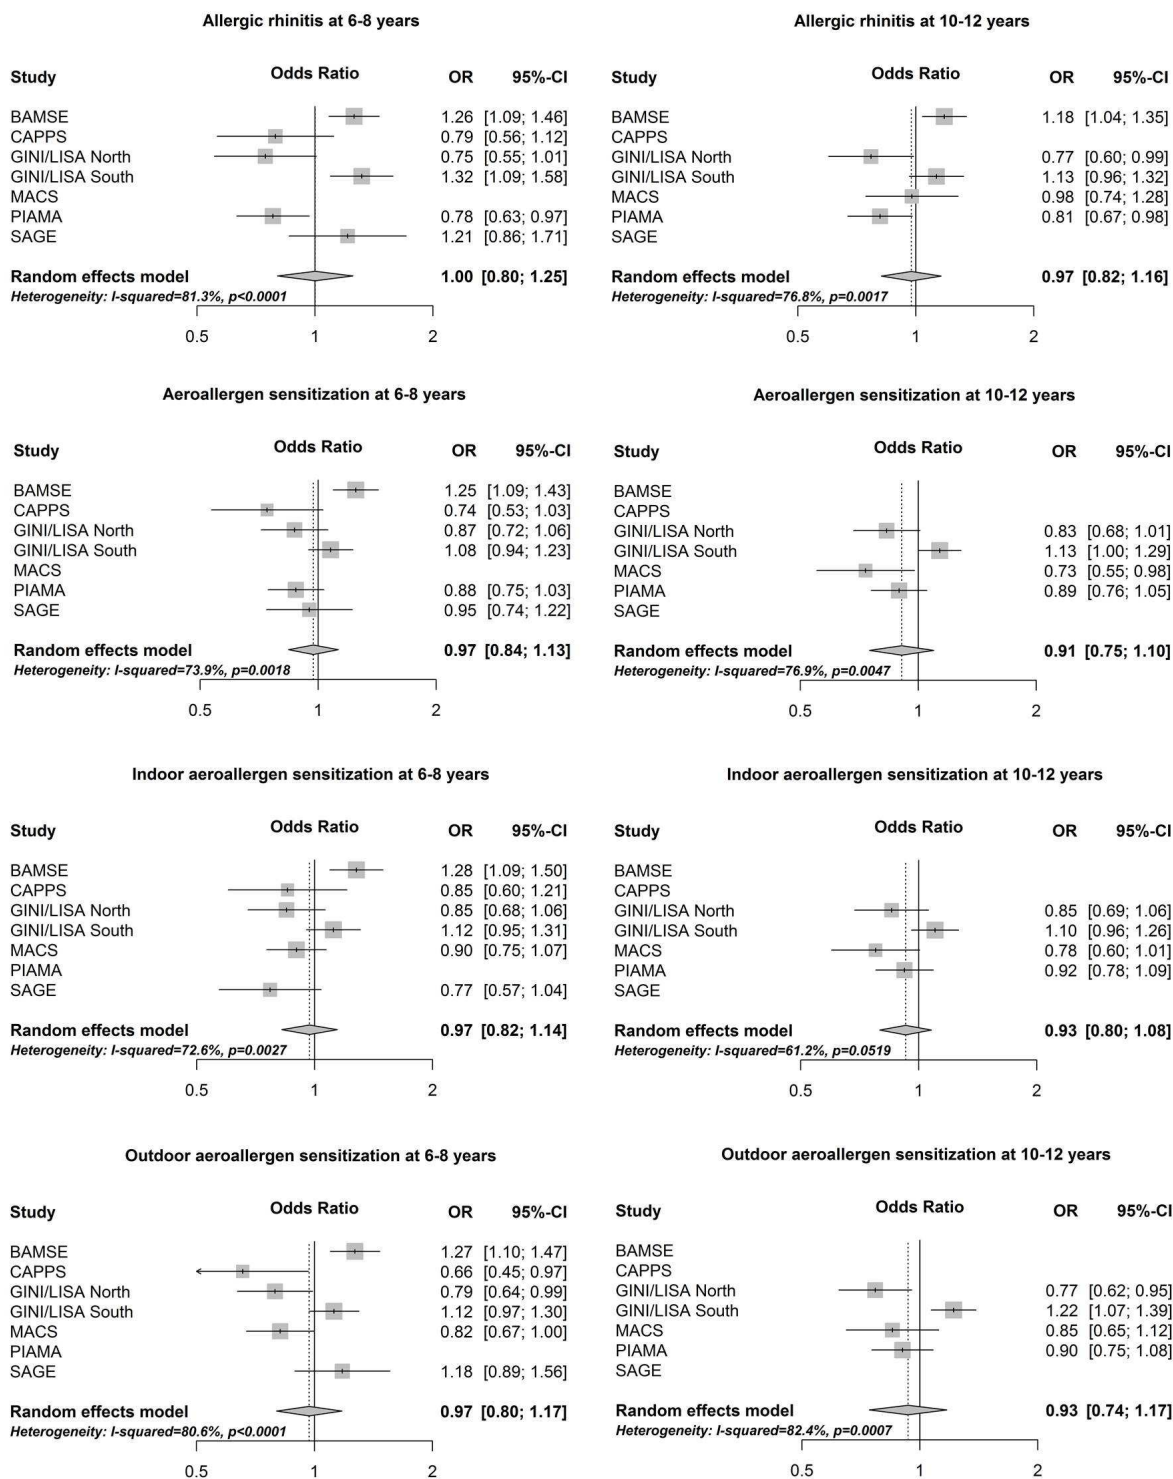 Allergic rhinitis at 6-8 years
Study Odds Ratio OR 95%-CI
BAMSE 1.26 [1.09; 1.46]
CAPPS 0.79 [0.56; 1.12]
GINI/LISA North 0.75 [0.55; 1.01]
GINI/LISA South 1.32 [1.09; 1.58]
MACS
PIAMA 0.78 [0.63; 0.97]
SAGE 1.21 [0.86; 1.71]
Random effects model 1.00 [0.80; 1.25]
Heterogeneity: I-squared=81.3%, p<0.0001
0.5 1 2
Allergic rhinitis at 10-12 years
Study Odds Ratio OR 95%-CI
BAMSE 1.18 [1.04; 1.35]
CAPPS
GINI/LISA North 0.77 [0.60; 0.99]
GINI/LISA South 1.13 [0.96; 1.32]
MACS 0.98 [0.74; 1.28]
PIAMA 0.81 [0.67; 0.98]
SAGE
Random effects model 0.97 [0.82; 1.16]
Heterogeneity: I-squared=76.8%, p=0.0017
0.5 1 2
Aeroallergen sensitization at 6-8 years
Study Odds Ratio OR 95%-CI
BAMSE 1.25 [1.09; 1.43]
CAPPS 0.74 [0.53; 1.03]
GINI/LISA North 0.87 [0.72; 1.06]
GINI/LISA South 1.08 [0.94; 1.23]
MACS
PIAMA 0.88 [0.75; 1.03]
SAGE 0.95 [0.74; 1.22]
Random effects model 0.97 [0.84; 1.13]
Heterogeneity: I-squared=73.9%, p=0.0018
0.5 1 2
Aeroallergen sensitization at 10-12 years
Study Odds Ratio OR 95%-CI
BAMSE
CAPPS
GINI/LISA North 0.83 [0.68; 1.01]
GINI/LISA South 1.13 [1.00; 1.29]
MACS 0.73 [0.55; 0.98]
PIAMA 0.89 [0.76; 1.05]
SAGE
Random effects model 0.91 [0.75; 1.10]
Heterogeneity: I-squared=76.9%, p=0.0047
0.5 1 2
Indoor aeroallergen sensitization at 6-8 years
Study Odds Ratio OR 95%-CI
BAMSE 1.28 [1.09; 1.50]
CAPPS 0.85 [0.60; 1.21]
GINI/LISA North 0.85 [0.68; 1.06]
GINI/LISA South 1.12 [0.95; 1.31]
MACS 0.90 [0.75; 1.07]
PIAMA
SAGE 0.77 [0.57; 1.04]
Random effects model 0.97 [0.82; 1.14]
Heterogeneity: I-squared=72.6%, p=0.0027
0.5 1 2
Indoor aeroallergen sensitization at 10-12 years
Study Odds Ratio OR 95%-CI
BAMSE
CAPPS
GINI/LISA North 0.85 [0.69; 1.06]
GINI/LISA South 1.10 [0.96; 1.26]
MACS 0.78 [0.60; 1.01]
PIAMA 0.92 [0.78; 1.09]
SAGE
Random effects model 0.93 [0.80; 1.08]
Heterogeneity: I-squared=61.2%, p=0.0519
0.5 1 2
Outdoor aeroallergen sensitization at 6-8 years
Study Odds Ratio OR 95%-CI
BAMSE 1.27 [1.10; 1.47]
CAPPS 0.66 [0.45; 0.97]
GINI/LISA North 0.79 [0.64; 0.99]
GINI/LISA South 1.12 [0.97; 1.30]
MACS 0.82 [0.67; 1.00]
PIAMA
SAGE 1.18 [0.89; 1.56]
Random effects model 0.97 [0.80; 1.17]
Heterogeneity: I-squared=80.6%, p<0.0001
0.5 1 2
Outdoor aeroallergen sensitization at 10-12 years
Study Odds Ratio OR 95%-CI
BAMSE
CAPPS
GINI/LISA North 0.77 [0.62; 0.95]
GINI/LISA South 1.22 [1.07; 1.39]
MACS 0.85 [0.65; 1.12]
PIAMA 0.90 [0.75; 1.08]
SAGE
Random effects model 0.93 [0.74; 1.17]
Heterogeneity: I-squared=82.4%, p=0.0007
0.5 1 2